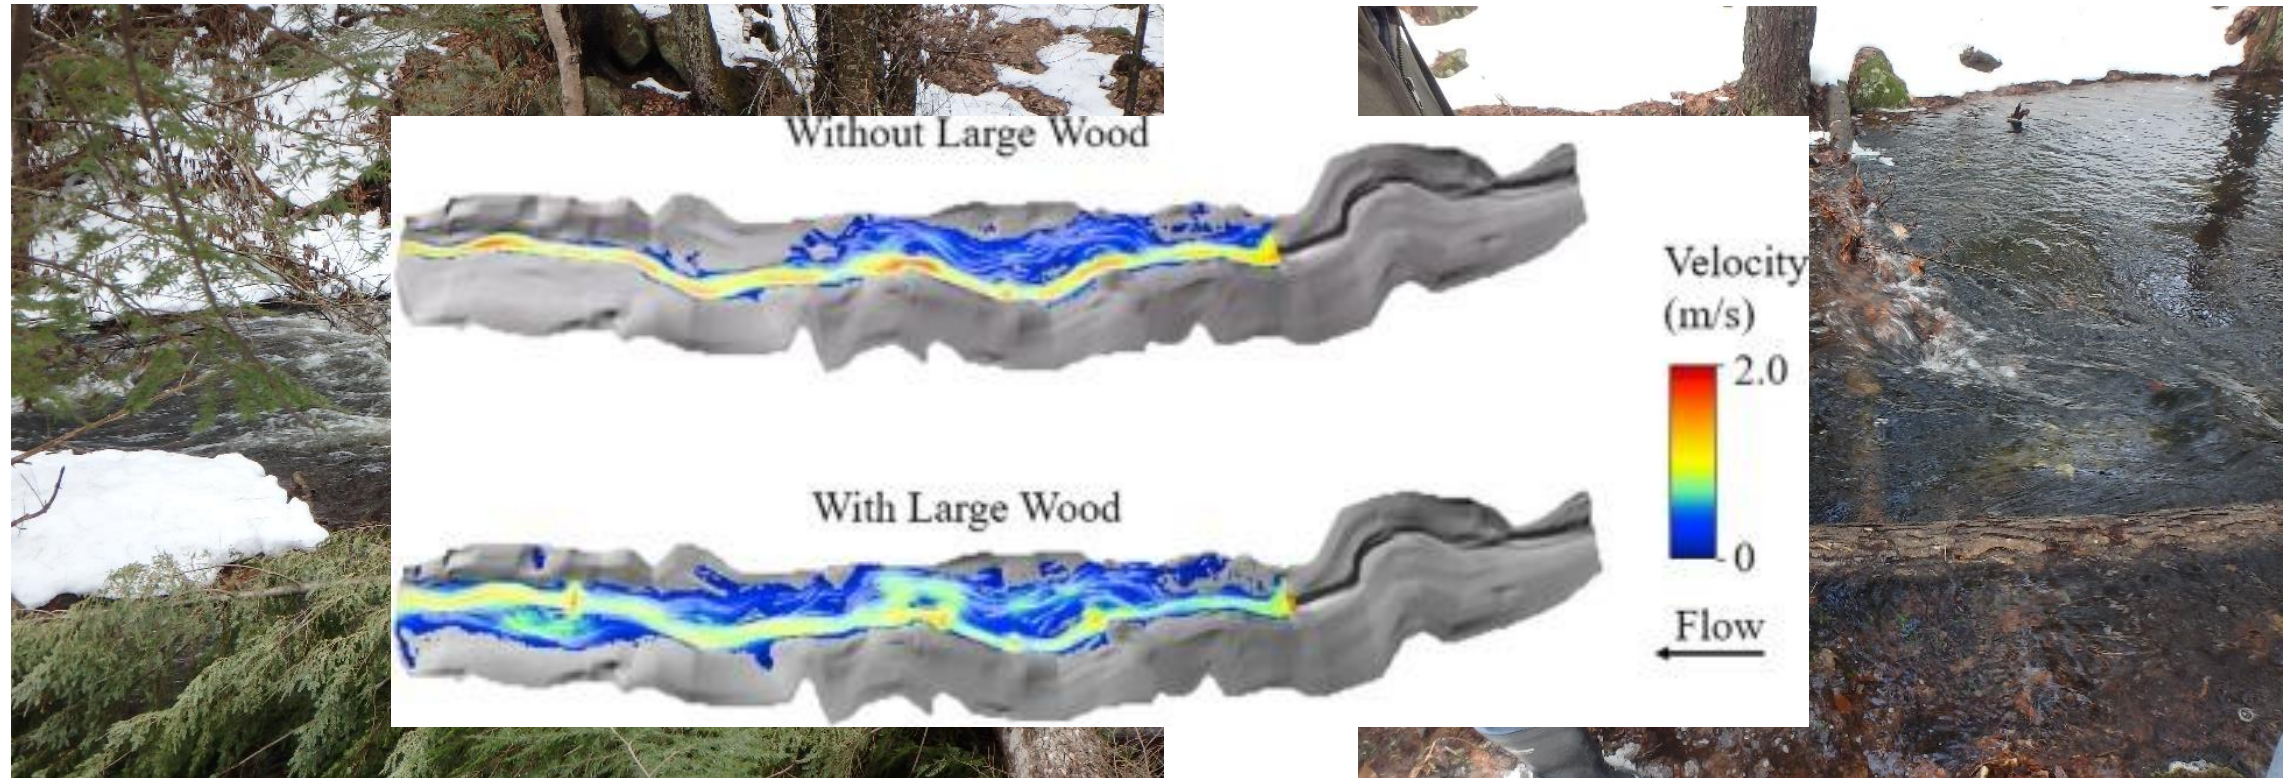 Without Large Wood
Velocity
(m/s)
2.0
0
With Large Wood
Flow